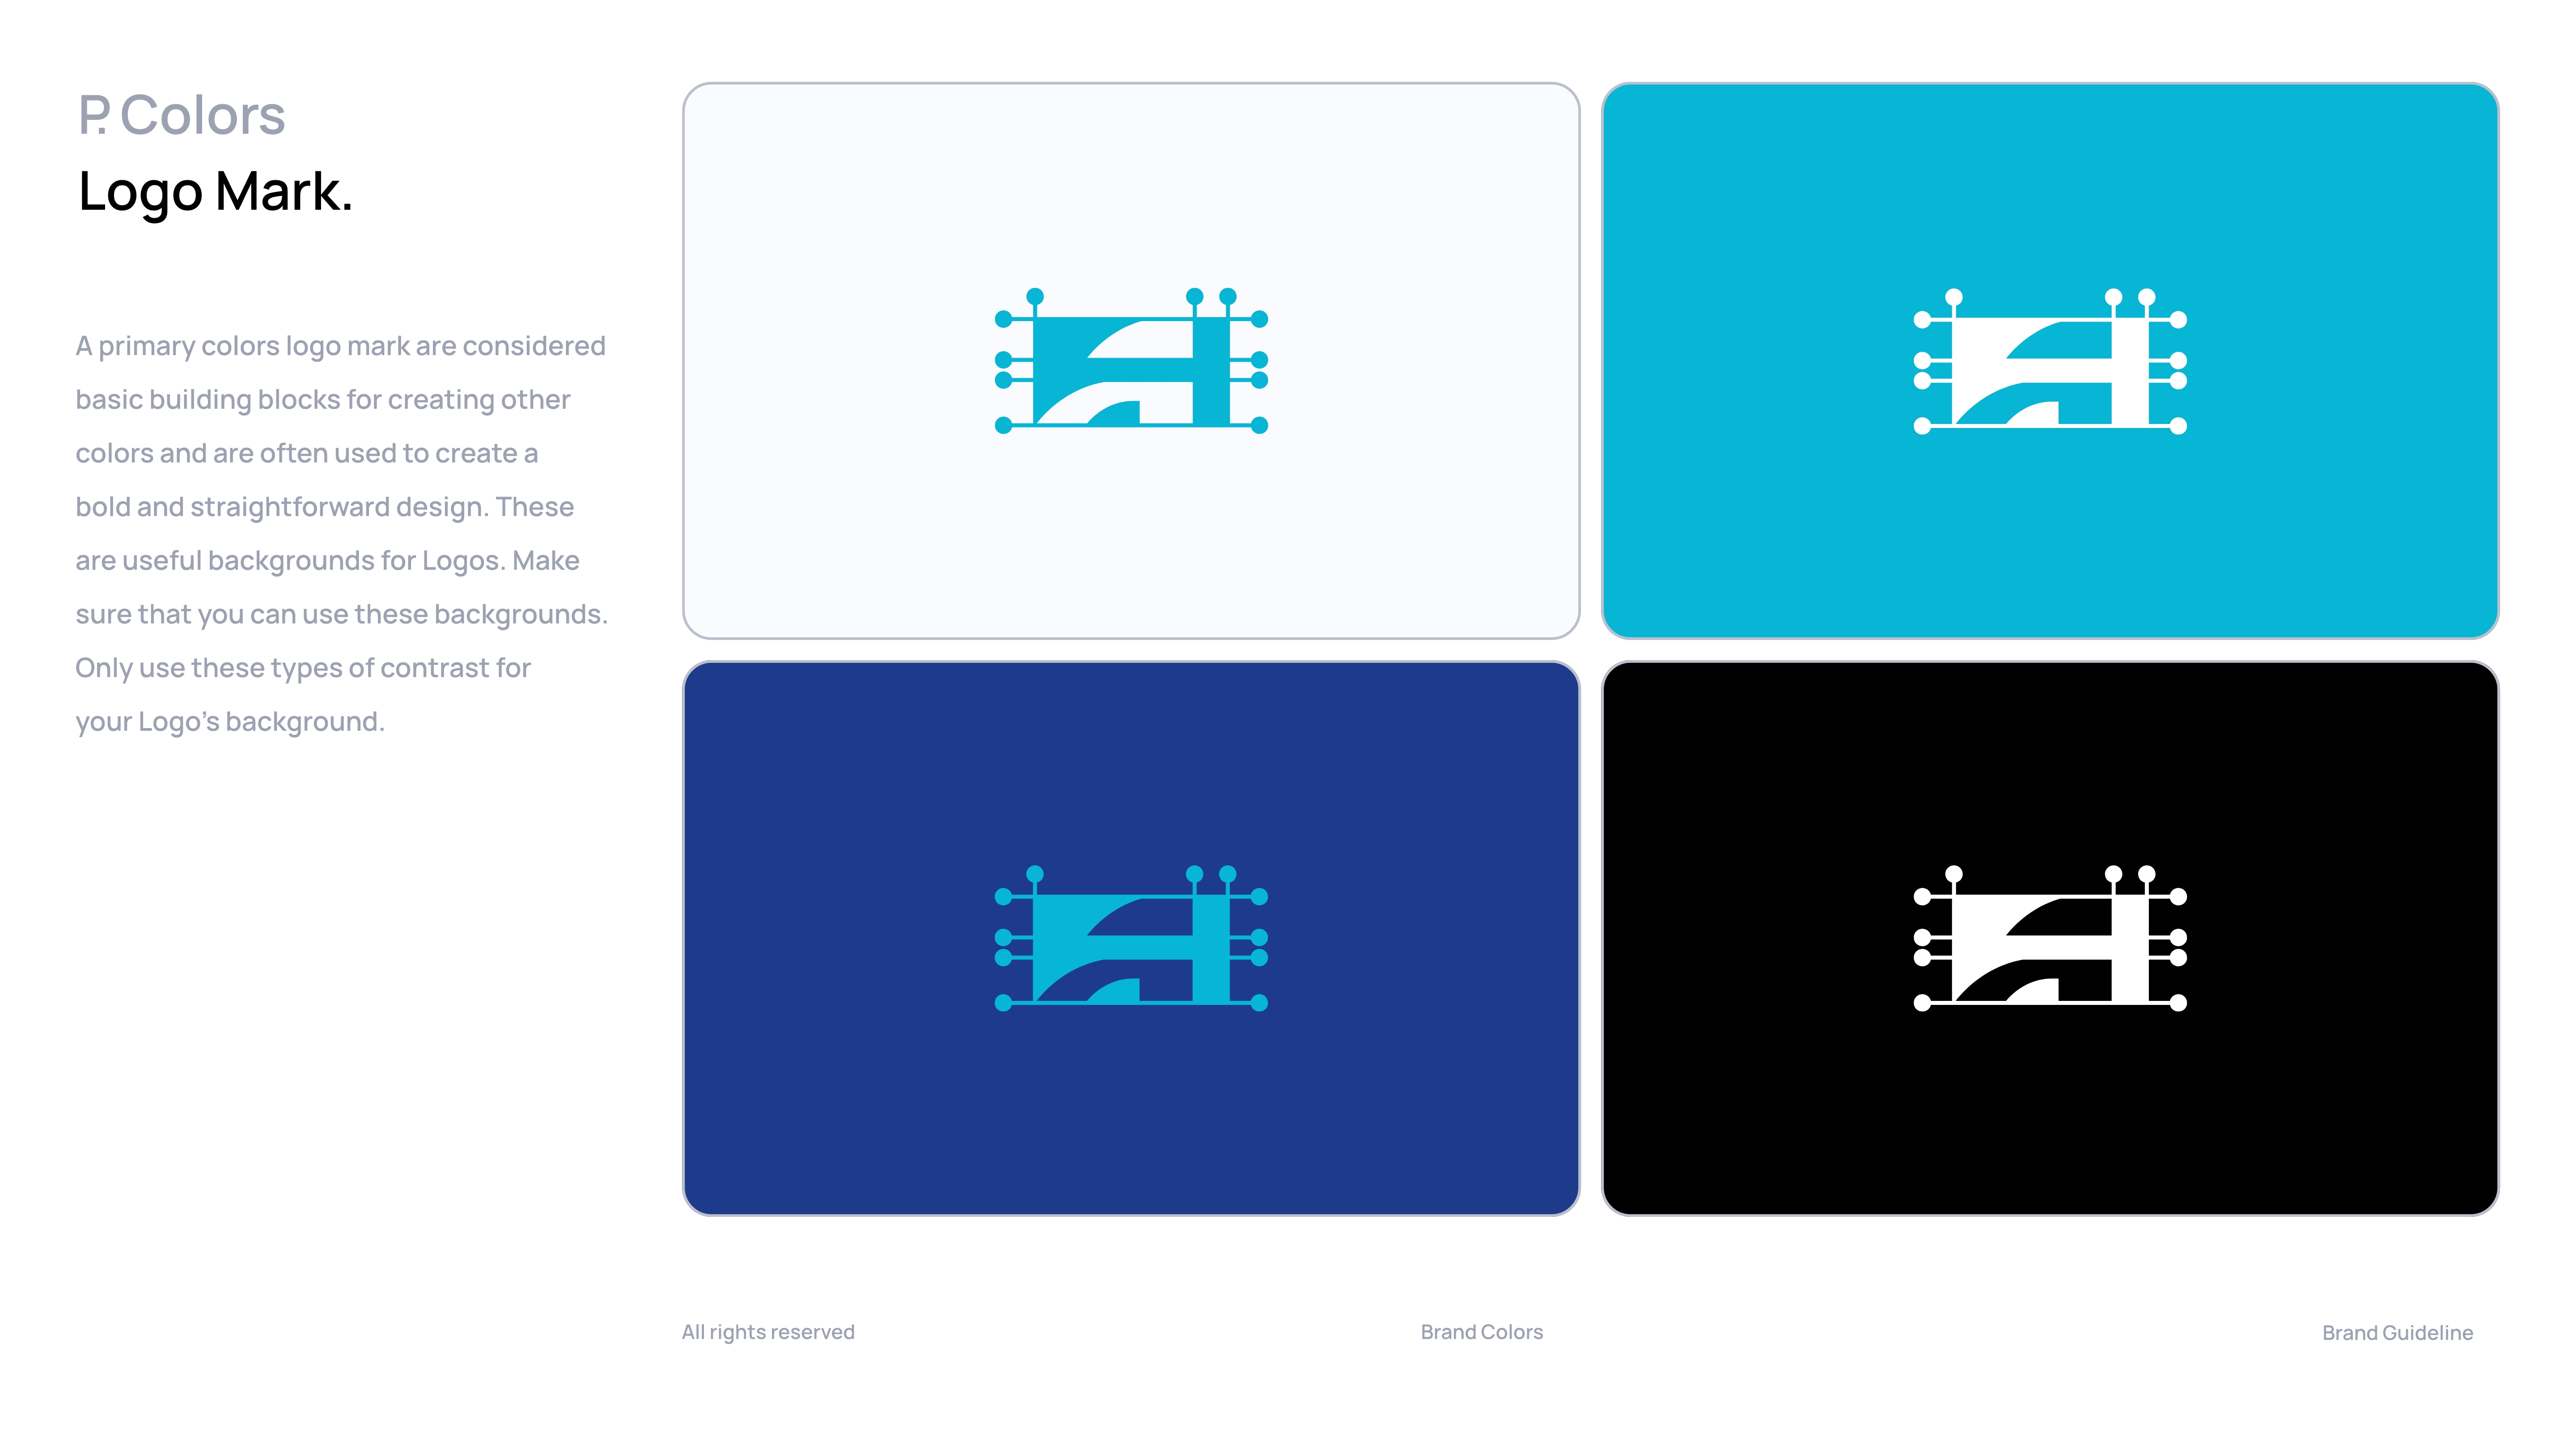 P. Colors
Logo Mark.
A primary colors logo mark are considered
basic building blocks for creating other
colors and are often used to create a
bold and straightforward design. These
are useful backgrounds for Logos. Make
sure that you can use these backgrounds.
Only use these types of contrast for
your Logo’s background.
All rights reserved
Brand Colors
Brand Guideline